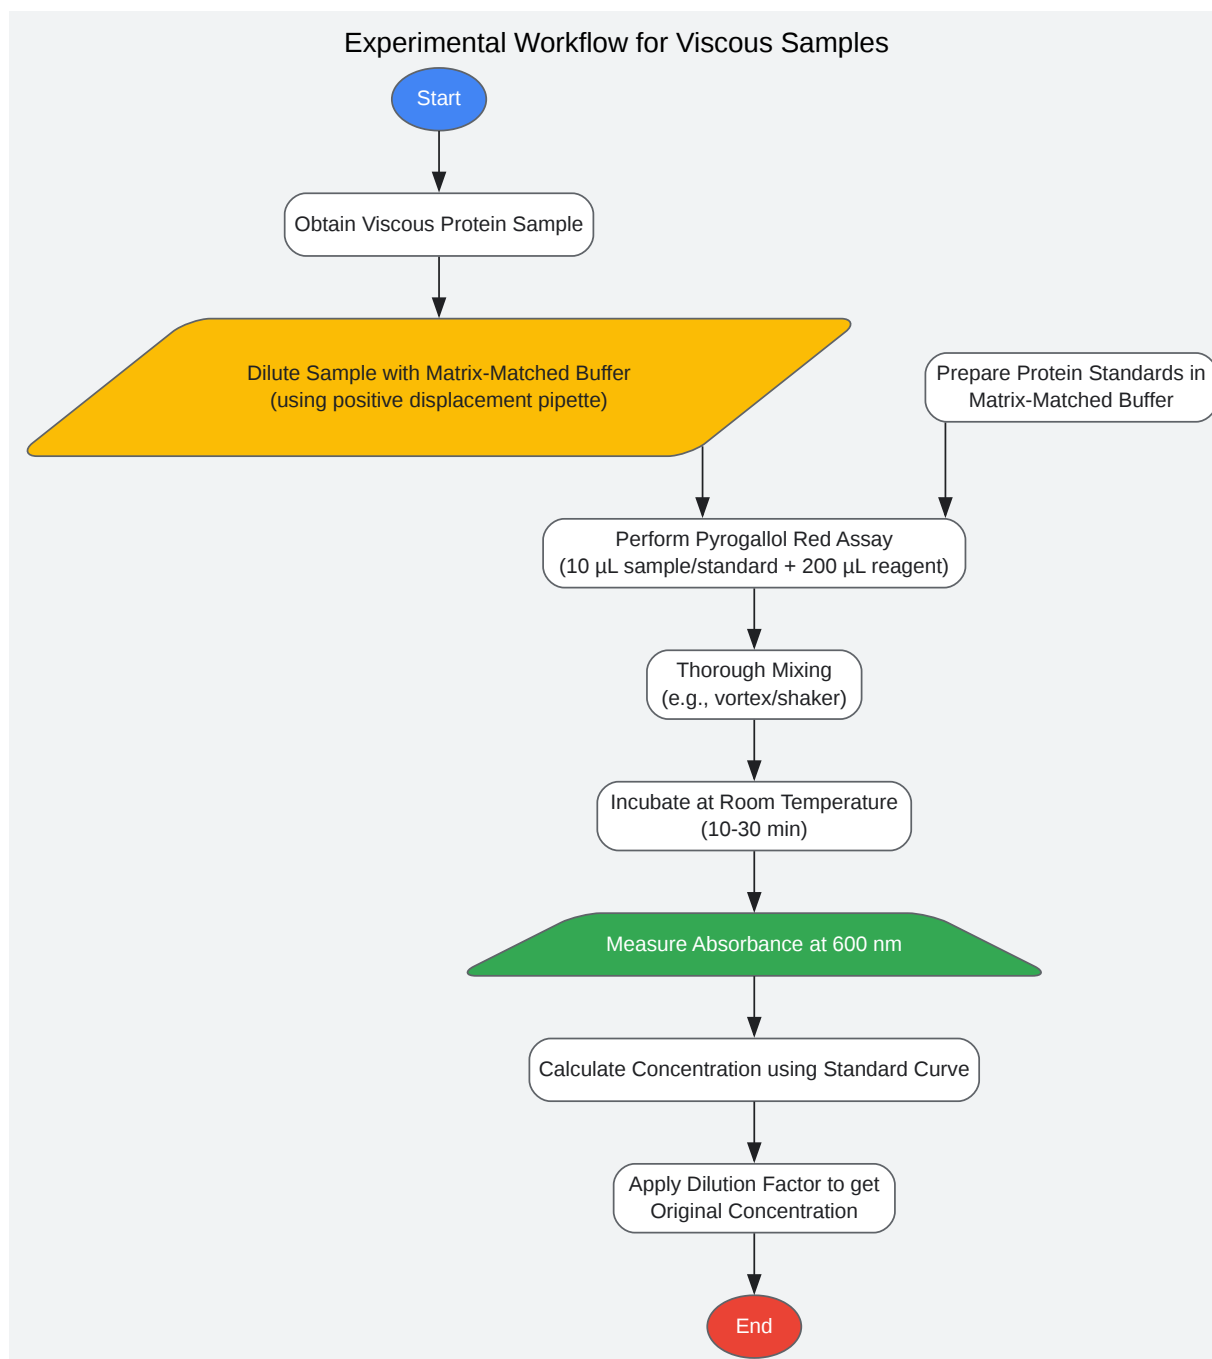 Experimental Workflow for Viscous Samples
Start
Obtain Viscous Protein Sample
Dilute Sample with Matrix-Matched Buffer
(using positive displacement pipette)
Prepare Protein Standards in
Matrix-Matched Buffer
Perform Pyrogallol Red Assay
(10 µL sample/standard + 200 µL reagent)
Thorough Mixing
(e.g., vortex/shaker)
Incubate at Room Temperature
(10-30 min)
Measure Absorbance at 600 nm
Calculate Concentration using Standard Curve
Apply Dilution Factor to get
Original Concentration
End